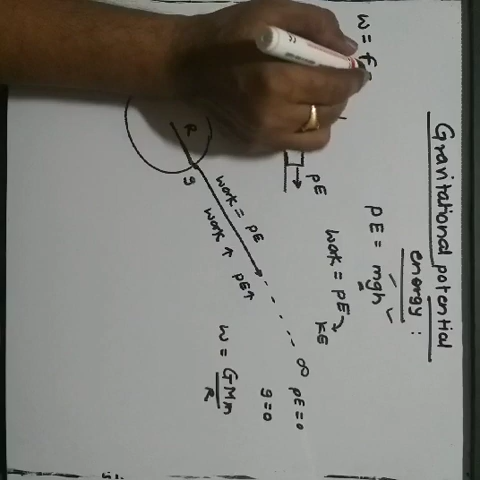 Gravitational potential
energy :
PE = mgh
w = f
PE
work = PE
KE
R
g
work = PE
work ↑ PE↑
∞ PE=0
g=0
w = GMm
R